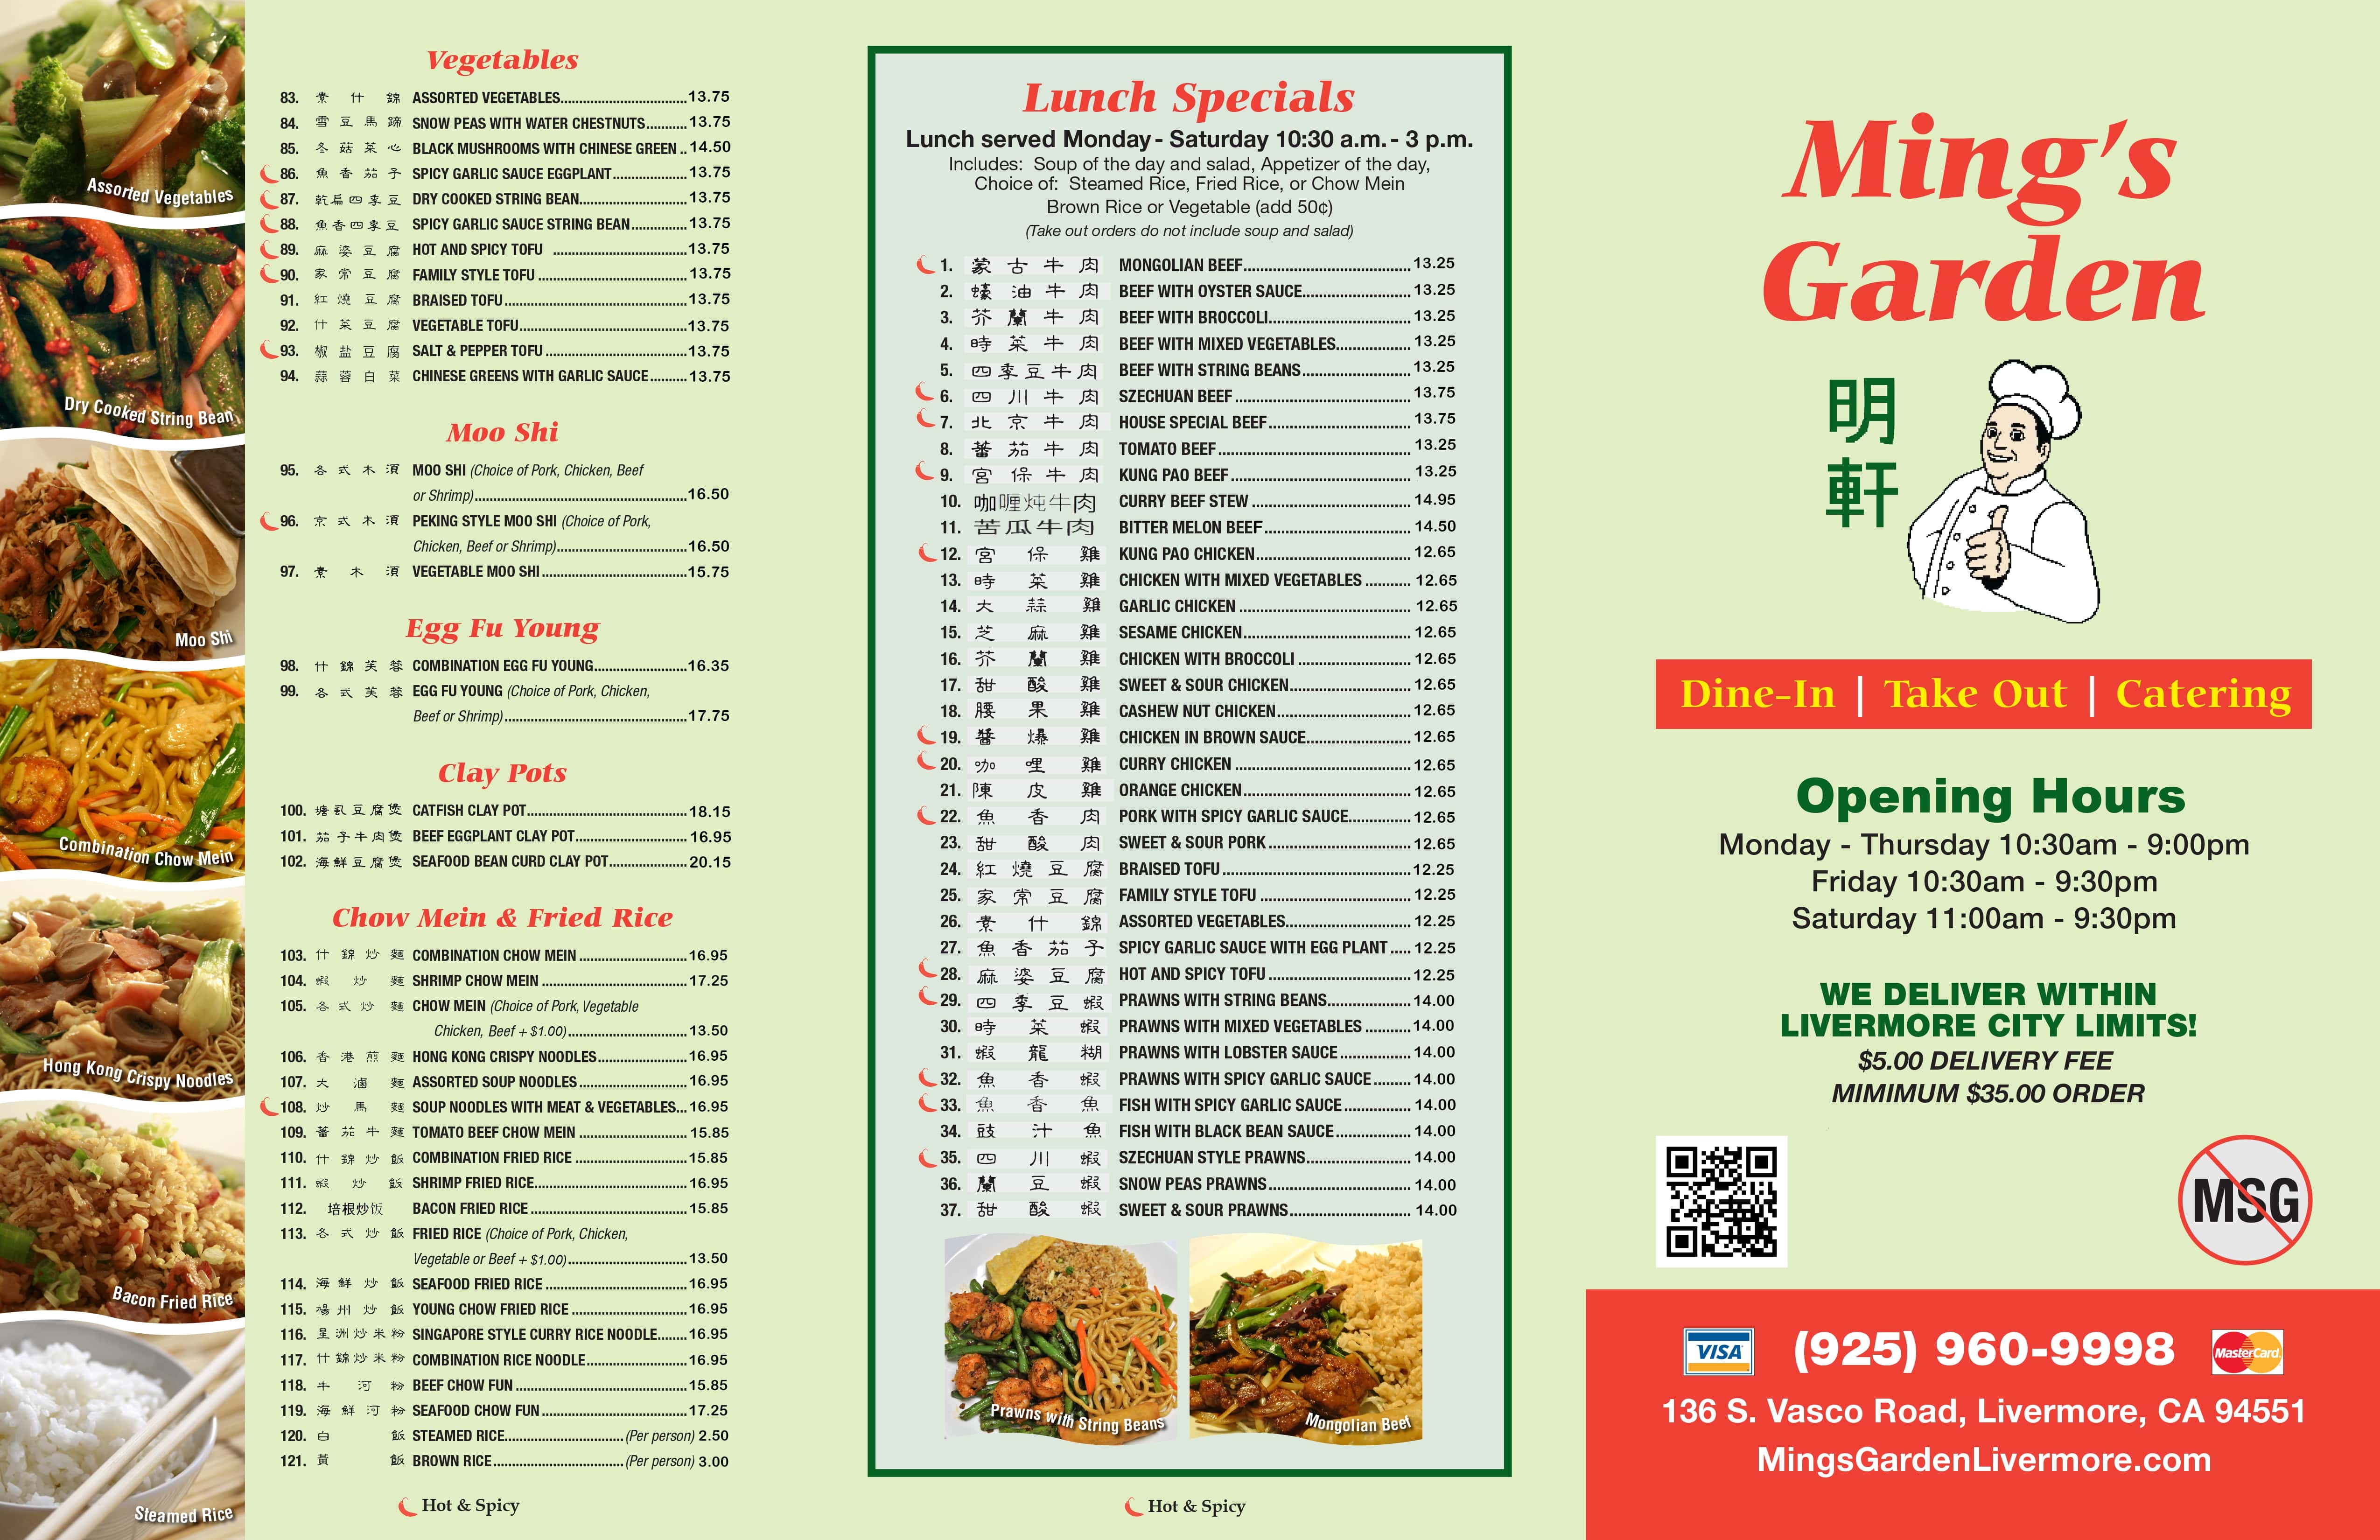 Assorted Vegetables
Dry Cooked String Bean
Moo Shi
Combination Chow Mein
Hong Kong Crispy Noodles
Bacon Fried Rice
Steamed Rice
Vegetables
83. 素什錦 ASSORTED VEGETABLES 13.75
84. 雪豆馬蹄 SNOW PEAS WITH WATER CHESTNUTS 13.75
85. 冬菇菜心 BLACK MUSHROOMS WITH CHINESE GREEN 14.50
86. 魚香茄子 SPICY GARLIC SAUCE EGGPLANT 13.75
87. 乾扁四季豆 DRY COOKED STRING BEAN 13.75
88. 魚香四季豆 SPICY GARLIC SAUCE STRING BEAN 13.75
89. 麻婆豆腐 HOT AND SPICY TOFU 13.75
90. 家常豆腐 FAMILY STYLE TOFU 13.75
91. 紅燒豆腐 BRAISED TOFU 13.75
92. 什菜豆腐 VEGETABLE TOFU 13.75
93. 椒盐豆腐 SALT & PEPPER TOFU 13.75
94. 蒜蓉白菜 CHINESE GREENS WITH GARLIC SAUCE 13.75
Moo Shi
95. 各式木須 MOO SHI (Choice of Pork, Chicken, Beef
or Shrimp) 16.50
96. 京式木須 PEKING STYLE MOO SHI (Choice of Pork,
Chicken, Beef or Shrimp) 16.50
97. 素木須 VEGETABLE MOO SHI 15.75
Egg Fu Young
98. 什錦芙蓉 COMBINATION EGG FU YOUNG 16.35
99. 各式芙蓉 EGG FU YOUNG (Choice of Pork, Chicken,
Beef or Shrimp) 17.75
Clay Pots
100. 塘虱豆腐煲 CATFISH CLAY POT 18.15
101. 茄子牛肉煲 BEEF EGGPLANT CLAY POT 16.95
102. 海鮮豆腐煲 SEAFOOD BEAN CURD CLAY POT 20.15
Chow Mein & Fried Rice
103. 什錦炒麵 COMBINATION CHOW MEIN 16.95
104. 蝦炒麵 SHRIMP CHOW MEIN 17.25
105. 各式炒麵 CHOW MEIN (Choice of Pork, Vegetable
Chicken, Beef + $1.00) 13.50
106. 香港煎麵 HONG KONG CRISPY NOODLES 16.95
107. 大滷麵 ASSORTED SOUP NOODLES 16.95
108. 炒馬麵 SOUP NOODLES WITH MEAT & VEGETABLES 16.95
109. 蕃茄牛麵 TOMATO BEEF CHOW MEIN 15.85
110. 什錦炒飯 COMBINATION FRIED RICE 15.85
111. 蝦炒飯 SHRIMP FRIED RICE 16.95
112. 培根炒饭 BACON FRIED RICE 15.85
113. 各式炒飯 FRIED RICE (Choice of Pork, Chicken,
Vegetable or Beef + $1.00) 13.50
114. 海鮮炒飯 SEAFOOD FRIED RICE 16.95
115. 楊州炒飯 YOUNG CHOW FRIED RICE 16.95
116. 星洲炒米粉 SINGAPORE STYLE CURRY RICE NOODLE 16.95
117. 什錦炒米粉 COMBINATION RICE NOODLE 16.95
118. 牛河粉 BEEF CHOW FUN 15.85
119. 海鮮河粉 SEAFOOD CHOW FUN 17.25
120. 白飯 STEAMED RICE (Per person) 2.50
121. 黃飯 BROWN RICE (Per person) 3.00
Hot & Spicy
Lunch Specials
Lunch served Monday - Saturday 10:30 a.m. - 3 p.m.
Includes: Soup of the day and salad, Appetizer of the day,
Choice of: Steamed Rice, Fried Rice, or Chow Mein
Brown Rice or Vegetable (add 50¢)
(Take out orders do not include soup and salad)
1. 蒙古牛肉 MONGOLIAN BEEF 13.25
2. 蠔油牛肉 BEEF WITH OYSTER SAUCE 13.25
3. 芥蘭牛肉 BEEF WITH BROCCOLI 13.25
4. 時菜牛肉 BEEF WITH MIXED VEGETABLES 13.25
5. 四季豆牛肉 BEEF WITH STRING BEANS 13.25
6. 四川牛肉 SZECHUAN BEEF 13.75
7. 北京牛肉 HOUSE SPECIAL BEEF 13.75
8. 蕃茄牛肉 TOMATO BEEF 13.25
9. 宮保牛肉 KUNG PAO BEEF 13.25
10. 咖喱炖牛肉 CURRY BEEF STEW 14.95
11. 苦瓜牛肉 BITTER MELON BEEF 14.50
12. 宮保雞 KUNG PAO CHICKEN 12.65
13. 時菜雞 CHICKEN WITH MIXED VEGETABLES 12.65
14. 大蒜雞 GARLIC CHICKEN 12.65
15. 芝麻雞 SESAME CHICKEN 12.65
16. 芥蘭雞 CHICKEN WITH BROCCOLI 12.65
17. 甜酸雞 SWEET & SOUR CHICKEN 12.65
18. 腰果雞 CASHEW NUT CHICKEN 12.65
19. 醬爆雞 CHICKEN IN BROWN SAUCE 12.65
20. 咖哩雞 CURRY CHICKEN 12.65
21. 陳皮雞 ORANGE CHICKEN 12.65
22. 魚香肉 PORK WITH SPICY GARLIC SAUCE 12.65
23. 甜酸肉 SWEET & SOUR PORK 12.65
24. 紅燒豆腐 BRAISED TOFU 12.25
25. 家常豆腐 FAMILY STYLE TOFU 12.25
26. 素什錦 ASSORTED VEGETABLES 12.25
27. 魚香茄子 SPICY GARLIC SAUCE WITH EGG PLANT 12.25
28. 麻婆豆腐 HOT AND SPICY TOFU 12.25
29. 四季豆蝦 PRAWNS WITH STRING BEANS 14.00
30. 時菜蝦 PRAWNS WITH MIXED VEGETABLES 14.00
31. 蝦龍糊 PRAWNS WITH LOBSTER SAUCE 14.00
32. 魚香蝦 PRAWNS WITH SPICY GARLIC SAUCE 14.00
33. 魚香魚 FISH WITH SPICY GARLIC SAUCE 14.00
34. 豉汁魚 FISH WITH BLACK BEAN SAUCE 14.00
35. 四川蝦 SZECHUAN STYLE PRAWNS 14.00
36. 蘭豆蝦 SNOW PEAS PRAWNS 14.00
37. 甜酸蝦 SWEET & SOUR PRAWNS 14.00
Prawns with String Beans
Mongolian Beef
Hot & Spicy
Ming's
Garden
明
軒
Dine-In | Take Out | Catering
Opening Hours
Monday - Thursday 10:30am - 9:00pm
Friday 10:30am - 9:30pm
Saturday 11:00am - 9:30pm
WE DELIVER WITHIN
LIVERMORE CITY LIMITS!
$5.00 DELIVERY FEE
MIMIMUM $35.00 ORDER
MSG
VISA
(925) 960-9998
MasterCard
136 S. Vasco Road, Livermore, CA 94551
MingsGardenLivermore.com